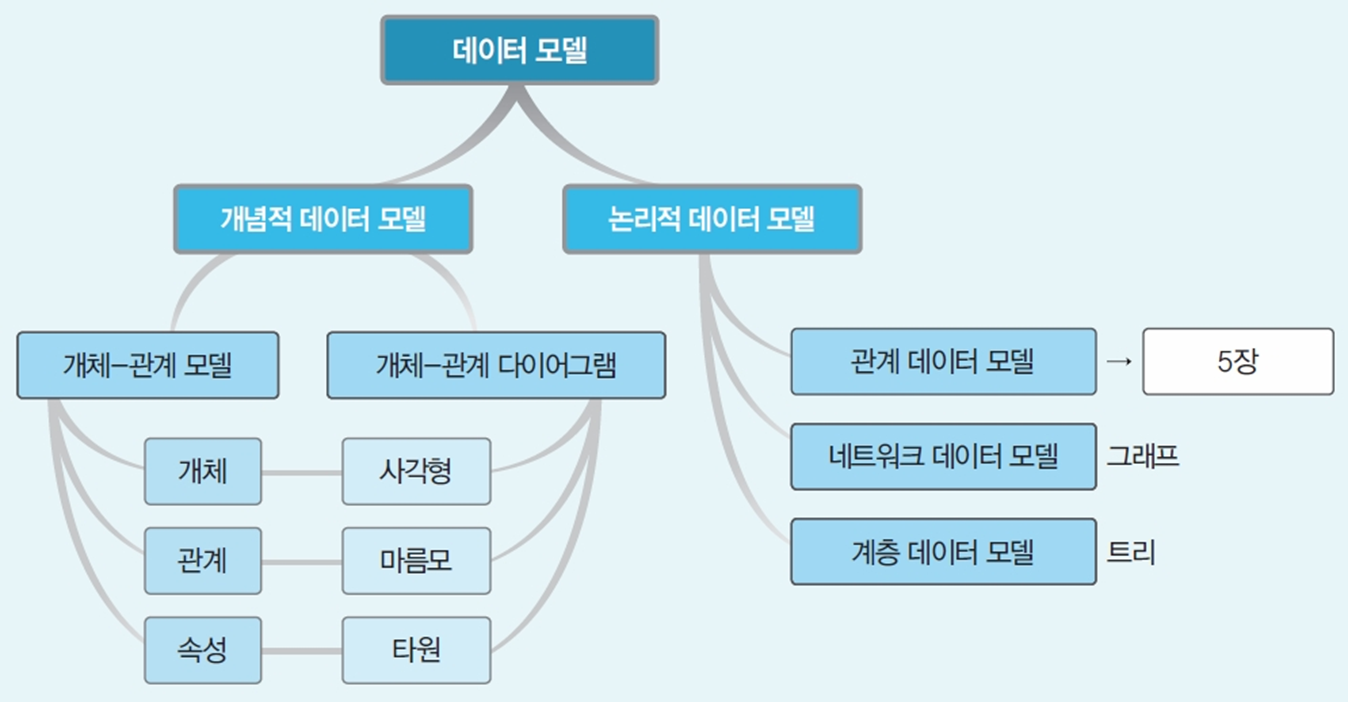 데이터 모델
개념적 데이터 모델
논리적 데이터 모델
개체-관계 모델
개체-관계 다이어그램
개체
사각형
관계
마름모
속성
타원
관계 데이터 모델
→
5장
네트워크 데이터 모델
그래프
계층 데이터 모델
트리